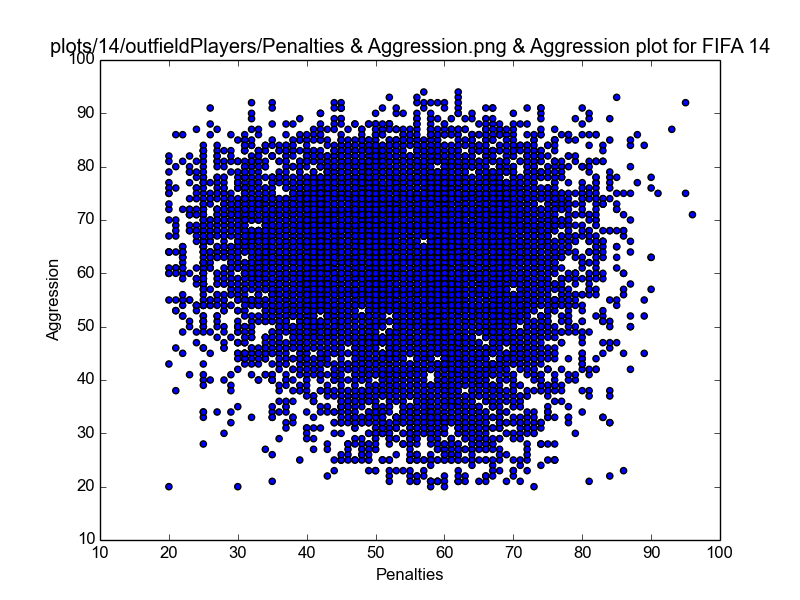 plots/14/outfieldPlayers/Penalties & Aggression.png & Aggression plot for FIFA 14
100
90
80
70
60
50
40
30
20
10
Aggression
10 20 30 40 50 60 70 80 90 100
Penalties